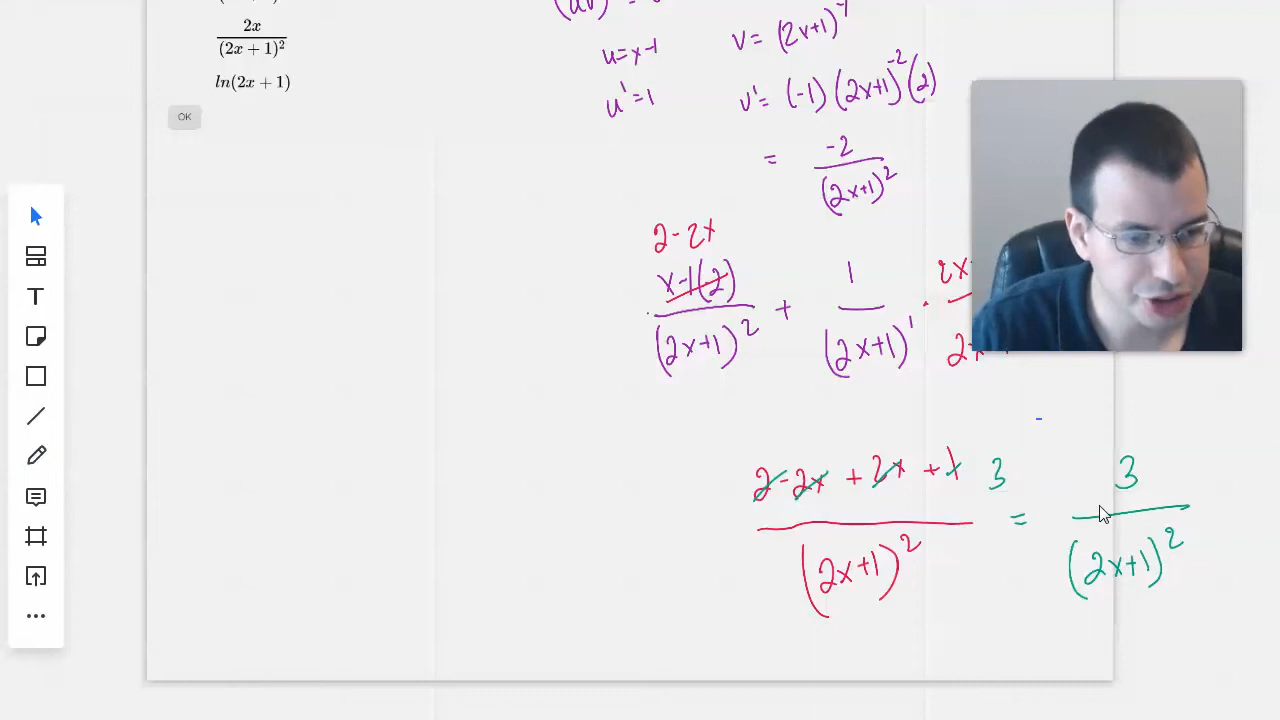 2x
(2x + 1)²
ln(2x + 1)
OK
u=x-1
u'=1
v= (2x+1)⁻¹
v'= (-1)(2x+1)⁻²(2)
= -2
(2x+1)²
2-2x
x-1(2)
(2x+1)²
+
1
(2x+1)¹
·
2-2x + 2x + 1 3
(2x+1)²
=
3
(2x+1)²
T